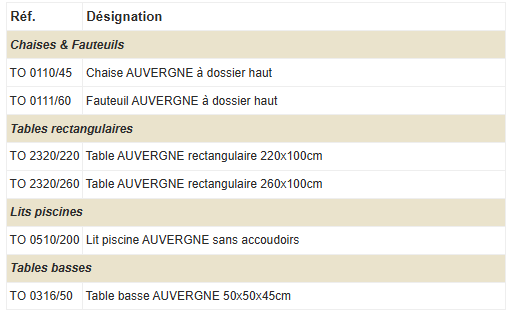 Réf. Désignation
Chaises & Fauteuils
TO 0110/45 Chaise AUVERGNE à dossier haut
TO 0111/60 Fauteuil AUVERGNE à dossier haut
Tables rectangulaires
TO 2320/220 Table AUVERGNE rectangulaire 220x100cm
TO 2320/260 Table AUVERGNE rectangulaire 260x100cm
Lits piscines
TO 0510/200 Lit piscine AUVERGNE sans accoudoirs
Tables basses
TO 0316/50 Table basse AUVERGNE 50x50x45cm